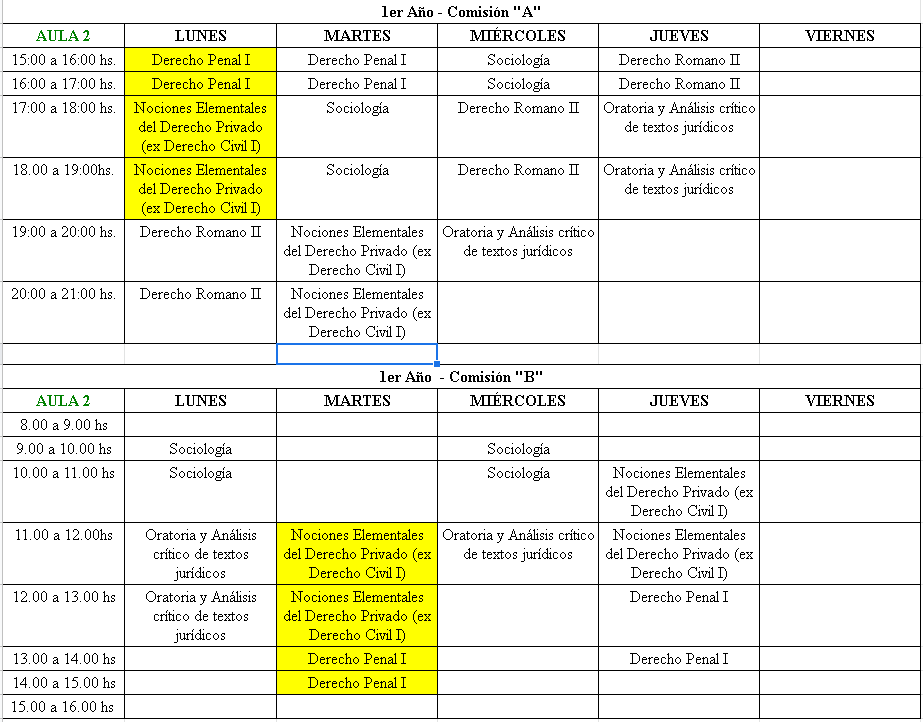 1er Año - Comisión "A"
AULA 2 LUNES MARTES MIÉRCOLES JUEVES VIERNES
15:00 a 16:00 hs. Derecho Penal I Derecho Penal I Sociología Derecho Romano II
16:00 a 17:00 hs. Derecho Penal I Derecho Penal I Sociología Derecho Romano II
17:00 a 18:00 hs. Nociones Elementales Sociología Derecho Romano II Oratoria y Análisis crítico
del Derecho Privado de textos jurídicos
(ex Derecho Civil I)
18.00 a 19:00hs. Nociones Elementales Sociología Derecho Romano II Oratoria y Análisis crítico
del Derecho Privado de textos jurídicos
(ex Derecho Civil I)
19:00 a 20:00 hs. Derecho Romano II Nociones Elementales Oratoria y Análisis crítico
del Derecho Privado (ex de textos jurídicos
Derecho Civil I)
20:00 a 21:00 hs. Derecho Romano II Nociones Elementales
del Derecho Privado (ex
Derecho Civil I)
1er Año - Comisión "B"
AULA 2 LUNES MARTES MIÉRCOLES JUEVES VIERNES
8.00 a 9.00 hs
9.00 a 10.00 hs Sociología Sociología
10.00 a 11.00 hs Sociología Sociología Nociones Elementales
del Derecho Privado (ex
Derecho Civil I)
11.00 a 12.00hs Oratoria y Análisis Nociones Elementales Oratoria y Análisis crítico Nociones Elementales
crítico de textos del Derecho Privado (ex de textos jurídicos del Derecho Privado (ex
jurídicos Derecho Civil I) Derecho Civil I)
12.00 a 13.00 hs Oratoria y Análisis Nociones Elementales Derecho Penal I
crítico de textos del Derecho Privado (ex
jurídicos Derecho Civil I)
13.00 a 14.00 hs Derecho Penal I Derecho Penal I
14.00 a 15.00 hs Derecho Penal I
15.00 a 16.00 hs